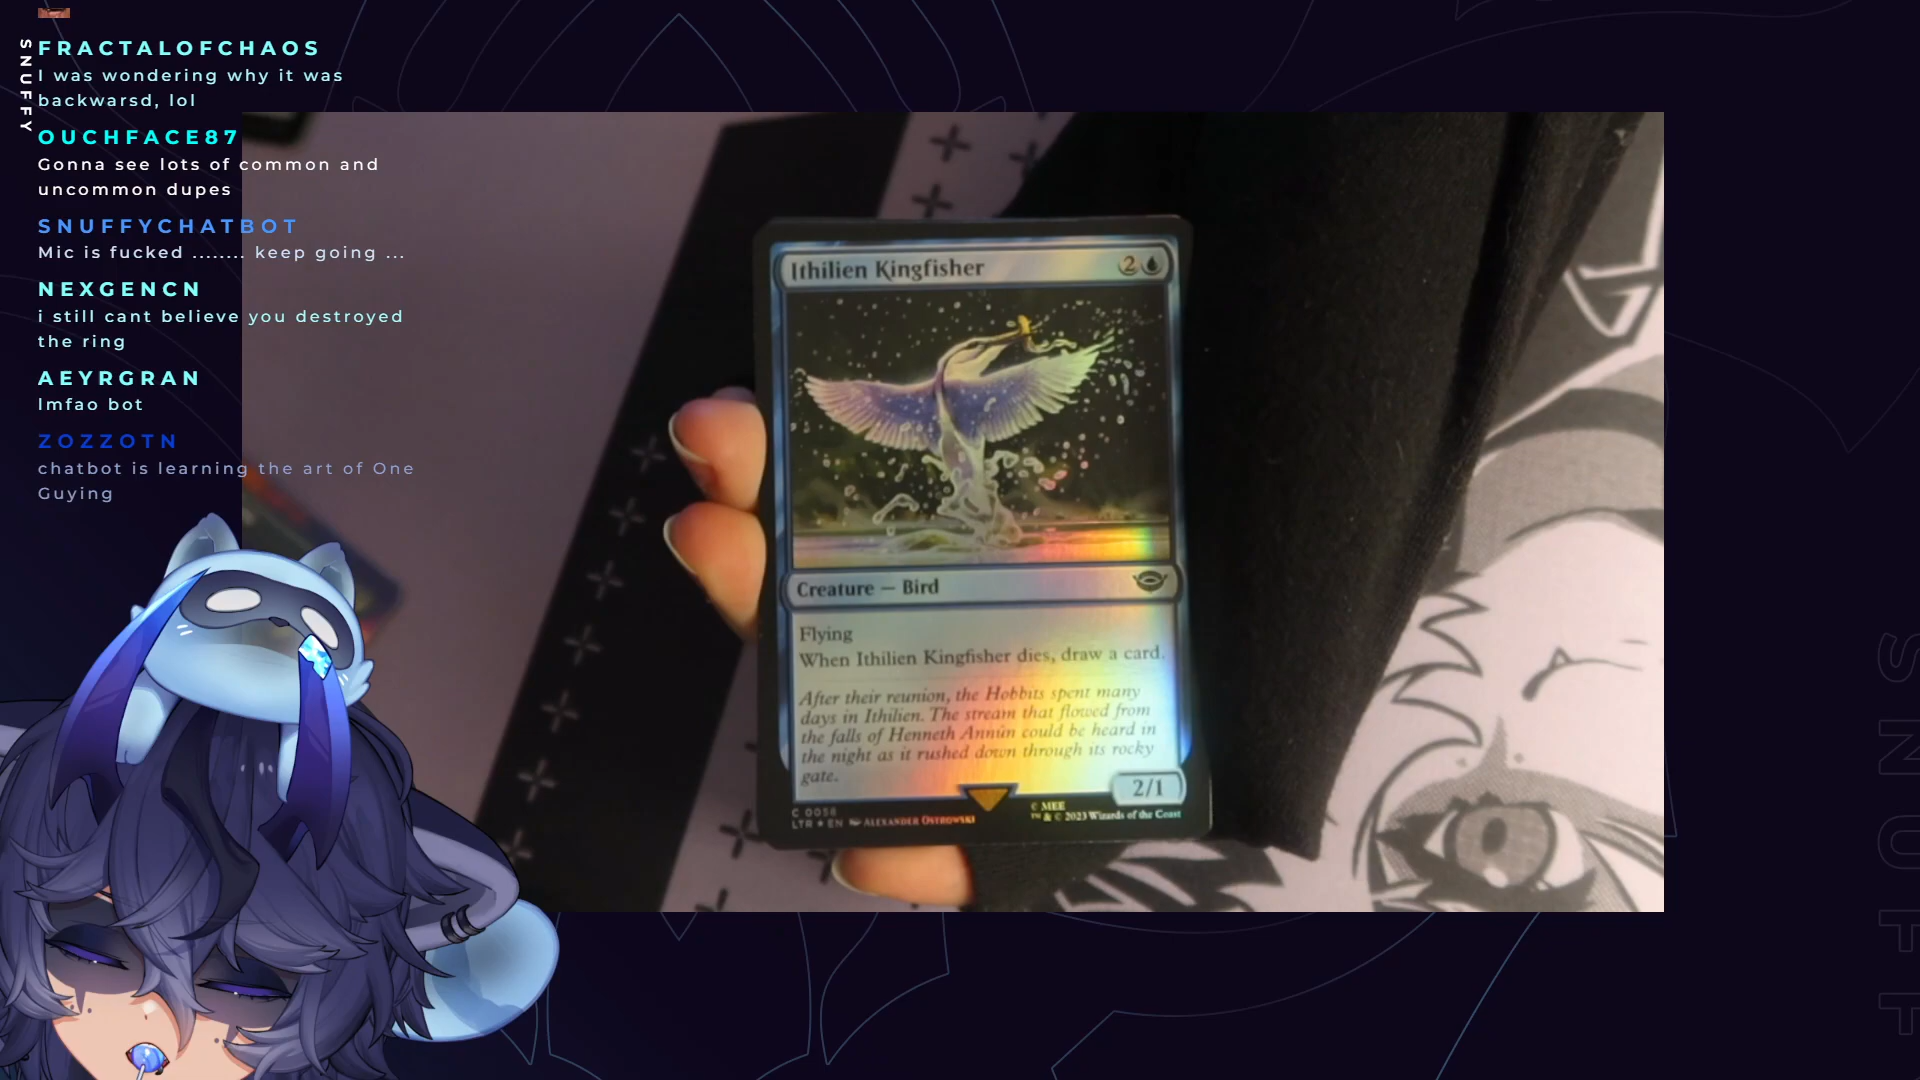 SNUFFY
FRACTALOFCHAOS
I was wondering why it was
backwarsd, lol
OUCHFACE87
Gonna see lots of common and
uncommon dupes
SNUFFYCHATBOT
Mic is fucked ........ keep going ...
NEXGENCN
i still cant believe you destroyed
the ring
AEYRGRAN
lmfao bot
ZOZZOTN
chatbot is learning the art of One
Guying
Ithilien Kingfisher 2
Creature — Bird
Flying
When Ithilien Kingfisher dies, draw a card.
After their reunion, the Hobbits spent many
days in Ithilien. The stream that flowed from
the falls of Henneth Annûn could be heard in
the night as it rushed down through its rocky
gate.
2/1
C 0056
LTR ★ EN ALEXANDER OSTROWSKI
© MEE
™ & © 2023 Wizards of the Coast
SNUFF